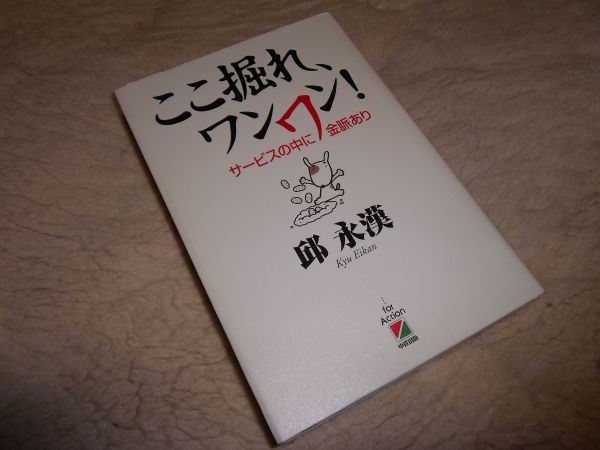 ここ掘れ、
ワンワン!
サービスの中に金脈あり
邱 永漢
Kyu Eikan
…for
Action
中経出版